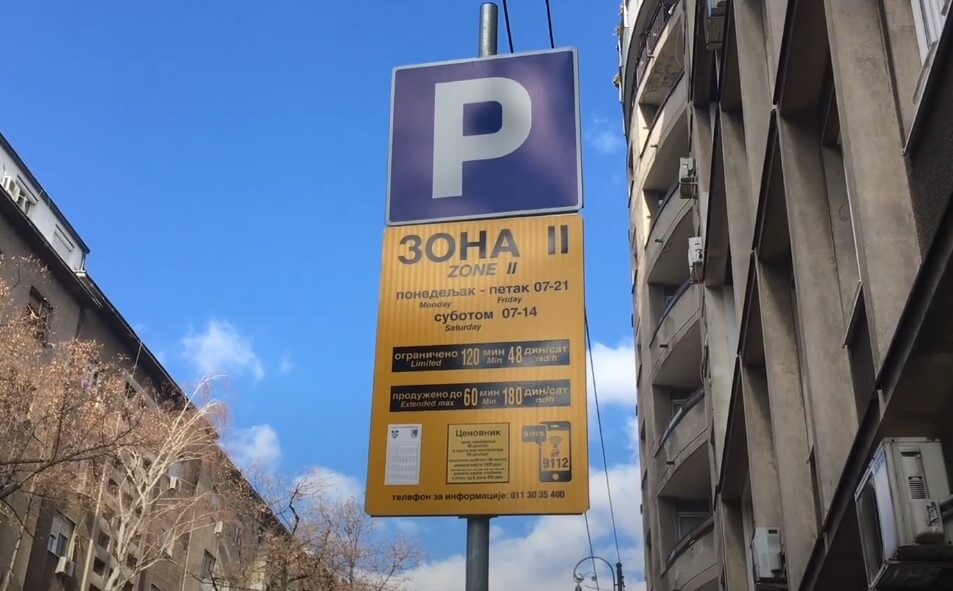 P
ЗОНА II
ZONE II
понедељак - петак 07-21
Monday Friday
суботом 07-14
Saturday
ограничено 120 мин 48 дин/сат
Limited Min rsd/h
продужено до 60 мин 180 дин/сат
Extended max Min rsd/h
Ценовник
9112
телефон за информације: 011 30 35 400